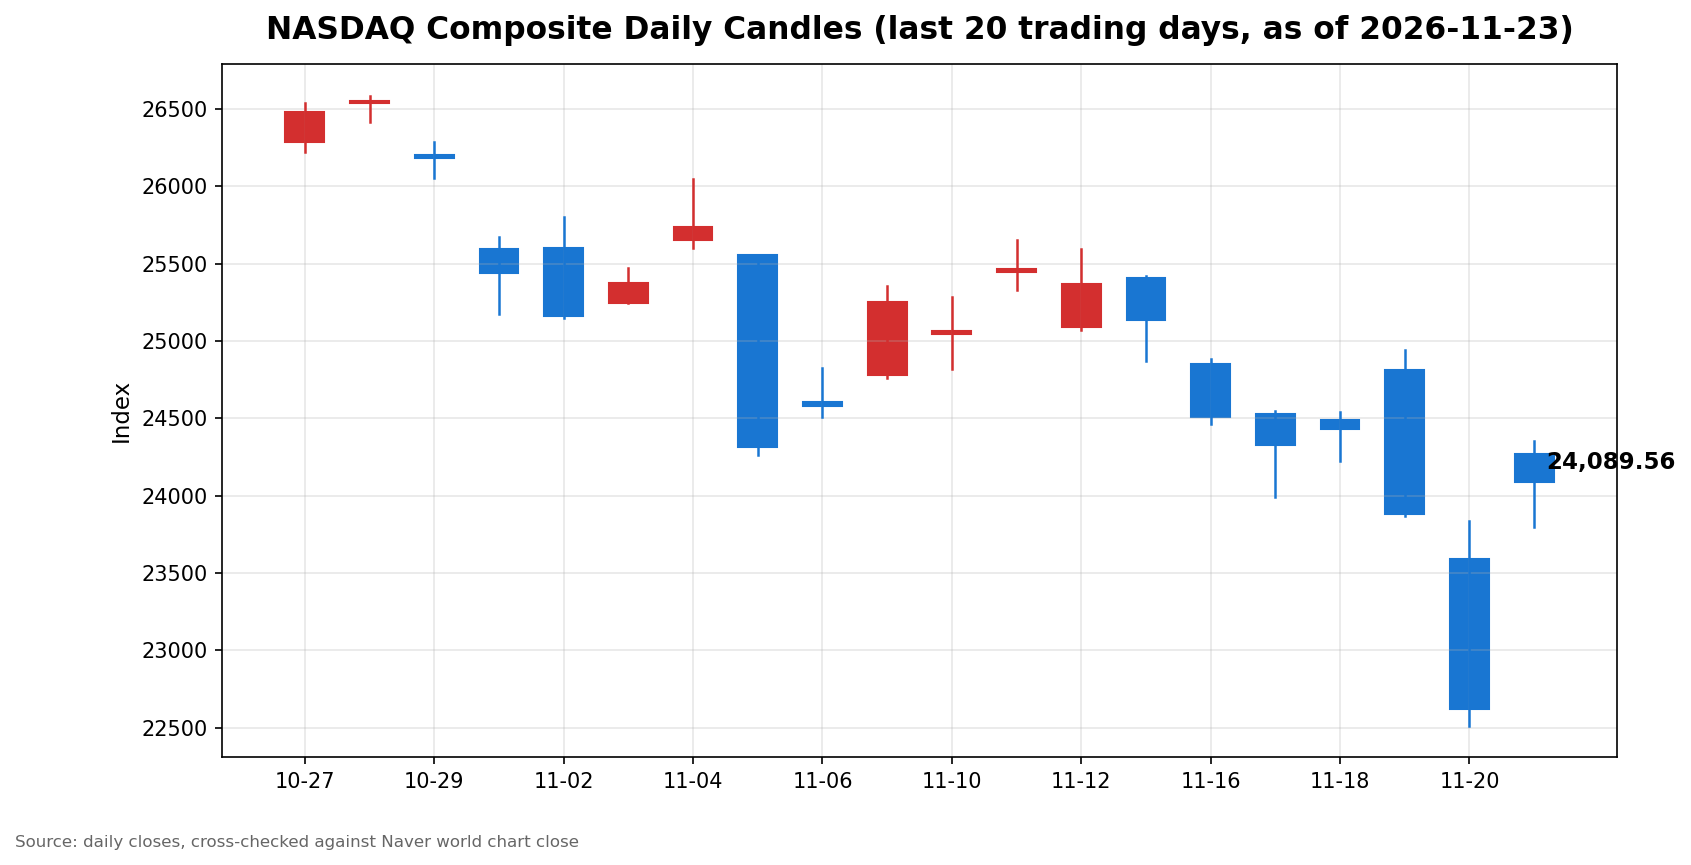 NASDAQ Composite Daily Candles (last 20 trading days, as of 2026-11-23)
Index
26500
26000
25500
25000
24500
24000
23500
23000
22500
24,089.56
10-27 10-29 11-02 11-04 11-06 11-10 11-12 11-16 11-18 11-20
Source: daily closes, cross-checked against Naver world chart close